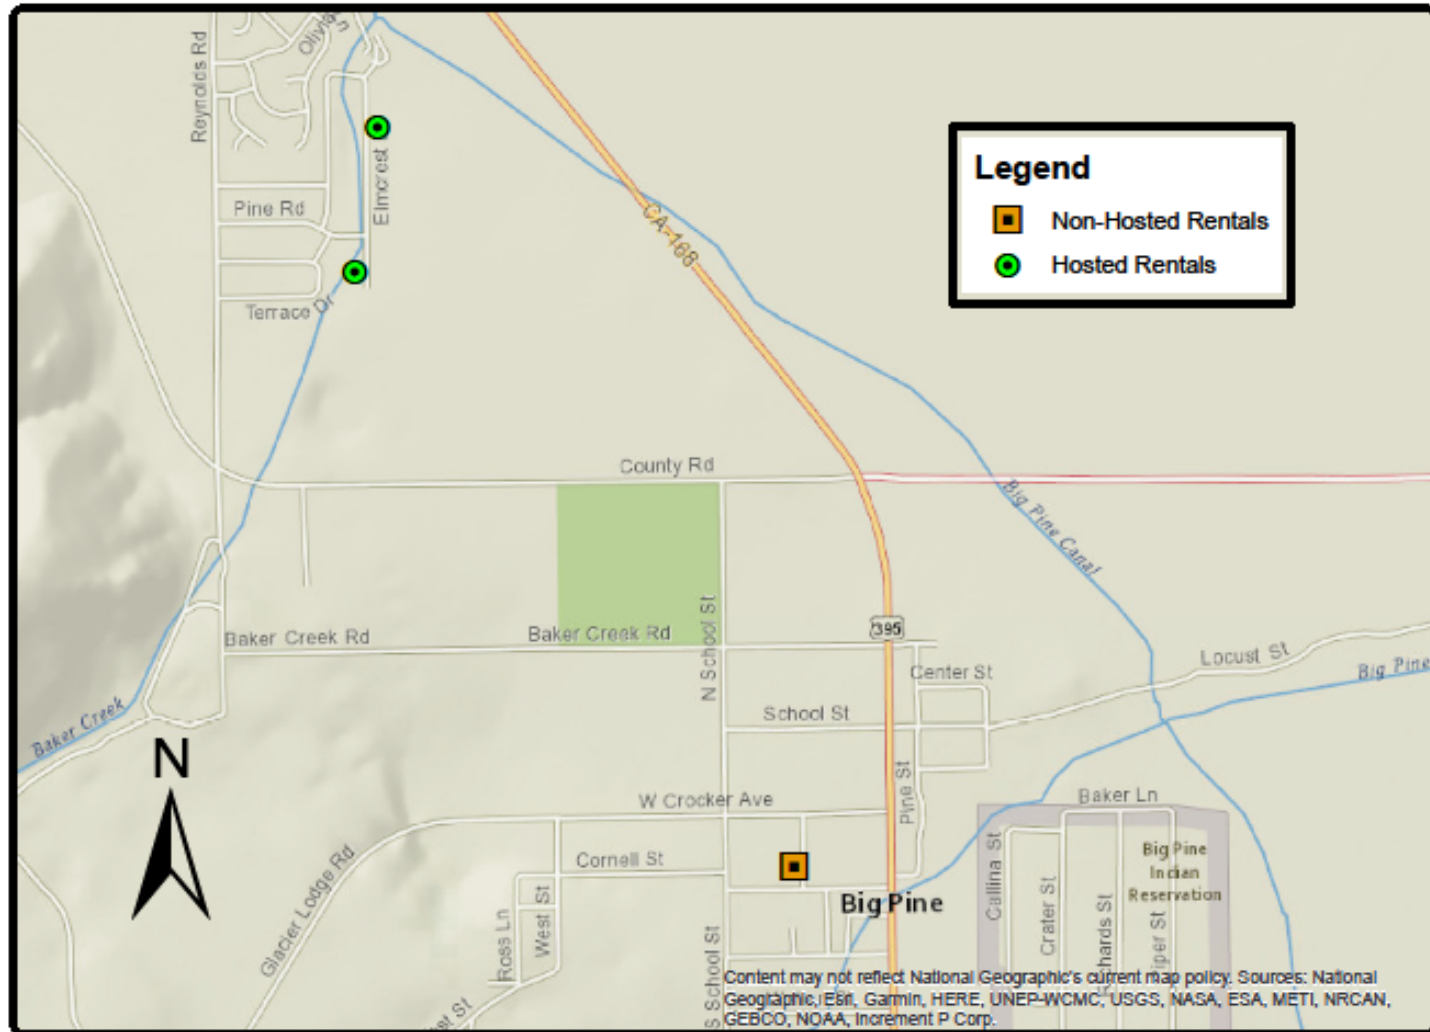 Olivia
Ln
Reynolds Rd
Elmcrest
Pine Rd
Terrace Dr
CA-168
Legend
Non-Hosted Rentals
Hosted Rentals
County Rd
Big Pine Canal
N School St
395
Baker Creek Rd
Baker Creek Rd
Center St
Locust St
Big Pine
Baker Creek
School St
N
Pine St
W Crocker Ave
Baker Ln
Cornell St
Glacier Lodge Rd
Big Pine
Indian
Reservation
Callina St
Crater St
Big Pine
Ross Ln
West St
S School St
St
Content may not reflect National Geographic's current map policy. Sources: National
Geographic, Esri, Garmin, HERE, UNEP-WCMC, USGS, NASA, ESA, METI, NRCAN,
GEBCO, NOAA, Increment P Corp.